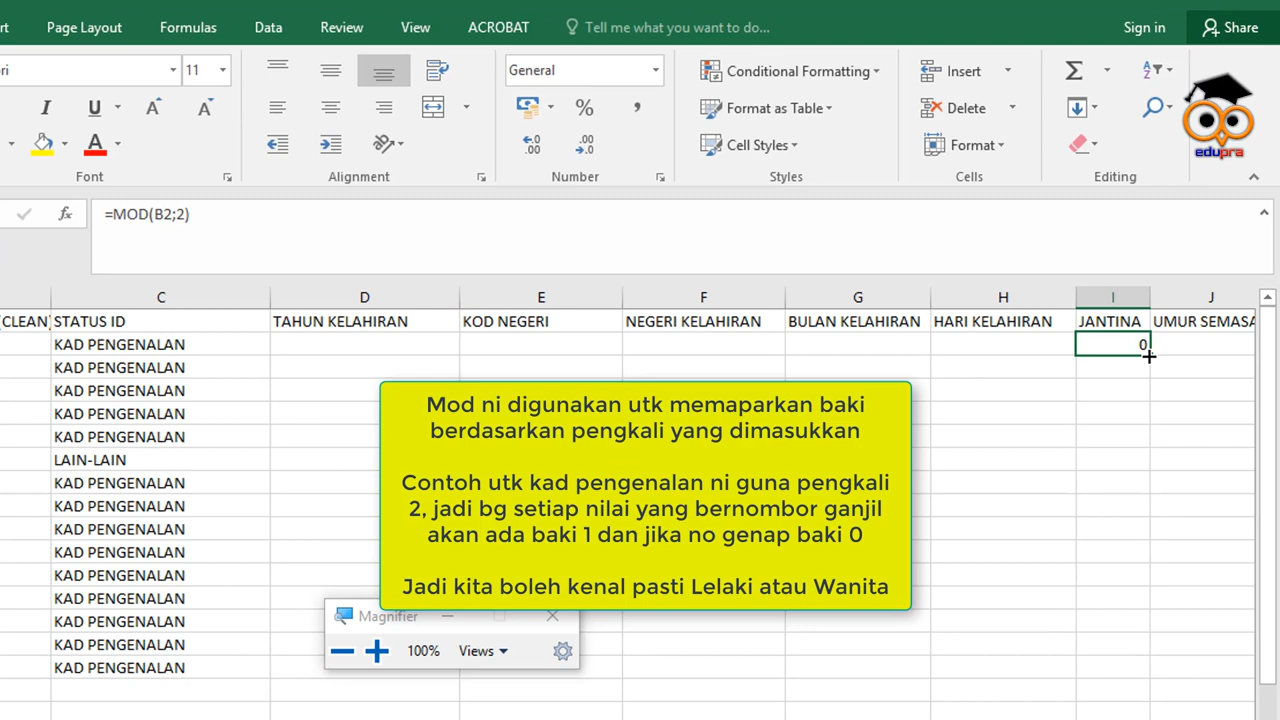 rt Page Layout Formulas Data Review View ACROBAT Tell me what you want to do... Sign in Share
ri 11 General Conditional Formatting Insert
I U A A % , Format as Table Delete
A Cell Styles Format edupra
Font Alignment Number Styles Cells Editing
fx =MOD(B2;2)
C D E F G H I J
(CLEAN) STATUS ID TAHUN KELAHIRAN KOD NEGERI NEGERI KELAHIRAN BULAN KELAHIRAN HARI KELAHIRAN JANTINA UMUR SEMASA
KAD PENGENALAN 0
KAD PENGENALAN
KAD PENGENALAN
KAD PENGENALAN
KAD PENGENALAN
LAIN-LAIN
KAD PENGENALAN
KAD PENGENALAN
KAD PENGENALAN
KAD PENGENALAN
KAD PENGENALAN
KAD PENGENALAN
KAD PENGENALAN
KAD PENGENALAN
KAD PENGENALAN
Mod ni digunakan utk memaparkan baki
berdasarkan pengkali yang dimasukkan
Contoh utk kad pengenalan ni guna pengkali
2, jadi bg setiap nilai yang bernombor ganjil
akan ada baki 1 dan jika no genap baki 0
Jadi kita boleh kenal pasti Lelaki atau Wanita
Magnifier
100% Views